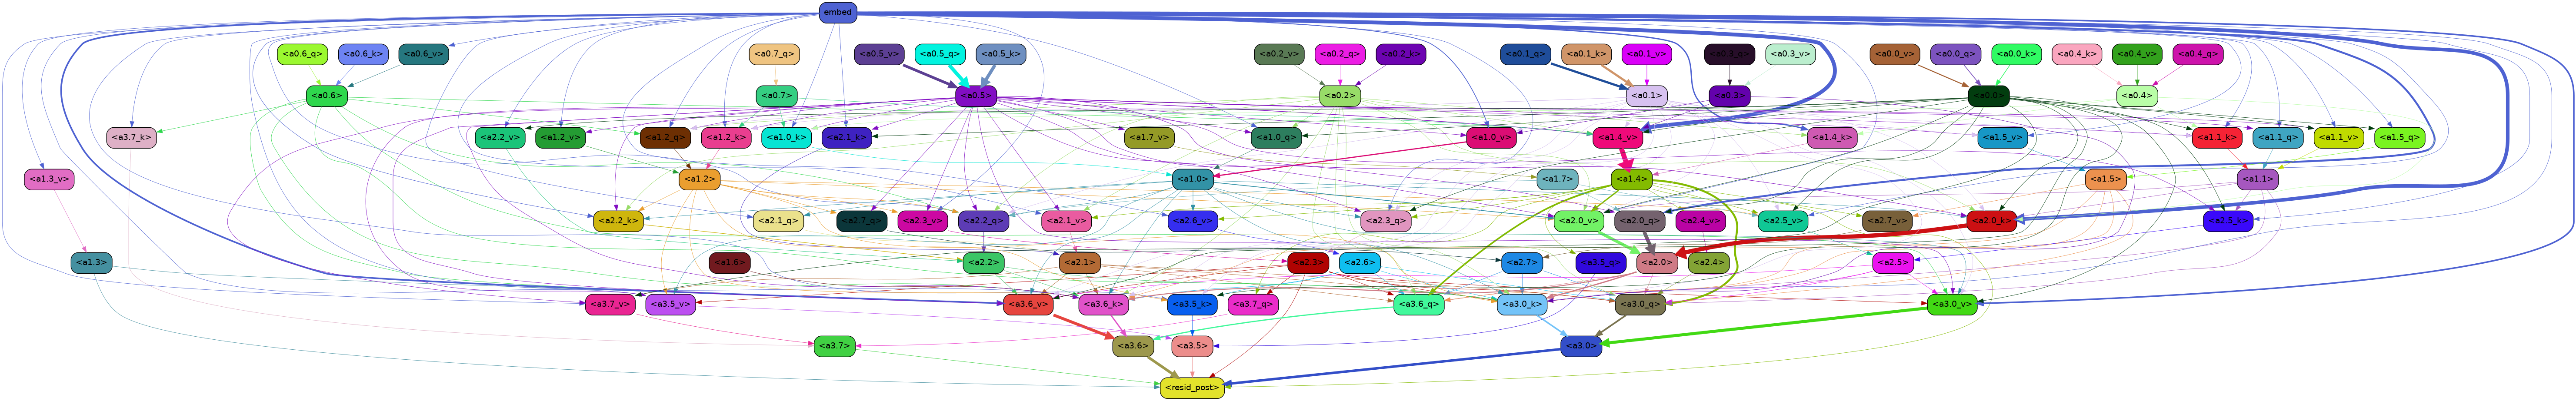 embed
<a0.6_q> <a0.6_k> <a0.6_v> <a0.7_q> <a0.5_v> <a0.5_q> <a0.5_k> <a0.2_v> <a0.2_q> <a0.2_k> <a0.1_q> <a0.1_k> <a0.1_v> <a0.3_q> <a0.3_v> <a0.0_v> <a0.0_q> <a0.0_k> <a0.4_k> <a0.4_v> <a0.4_q>
<a0.6> <a0.7> <a0.5> <a0.2> <a0.1> <a0.3> <a0.0> <a0.4>
<a3.7_k> <a2.2_v> <a1.2_v> <a1.2_q> <a1.2_k> <a1.0_k> <a2.1_k> <a1.7_v> <a1.0_q> <a1.0_v> <a1.4_v> <a1.4_k> <a1.5_v> <a1.1_k> <a1.1_q> <a1.1_v> <a1.5_q>
<a1.3_v> <a1.2> <a1.0> <a1.7> <a1.4> <a1.5> <a1.1>
<a2.2_k> <a2.1_q> <a2.7_q> <a2.3_v> <a2.2_q> <a2.1_v> <a2.6_v> <a2.3_q> <a2.0_v> <a2.0_q> <a2.4_v> <a2.5_v> <a2.7_v> <a2.0_k> <a2.5_k>
<a1.3> <a1.6> <a2.2> <a2.1> <a2.3> <a2.6> <a2.7> <a3.5_q> <a2.0> <a2.4> <a2.5>
<a3.7_v> <a3.5_v> <a3.6_v> <a3.6_k> <a3.5_k> <a3.7_q> <a3.6_q> <a3.0_k> <a3.0_q> <a3.0_v>
<a3.7> <a3.6> <a3.5> <a3.0>
<resid_post>